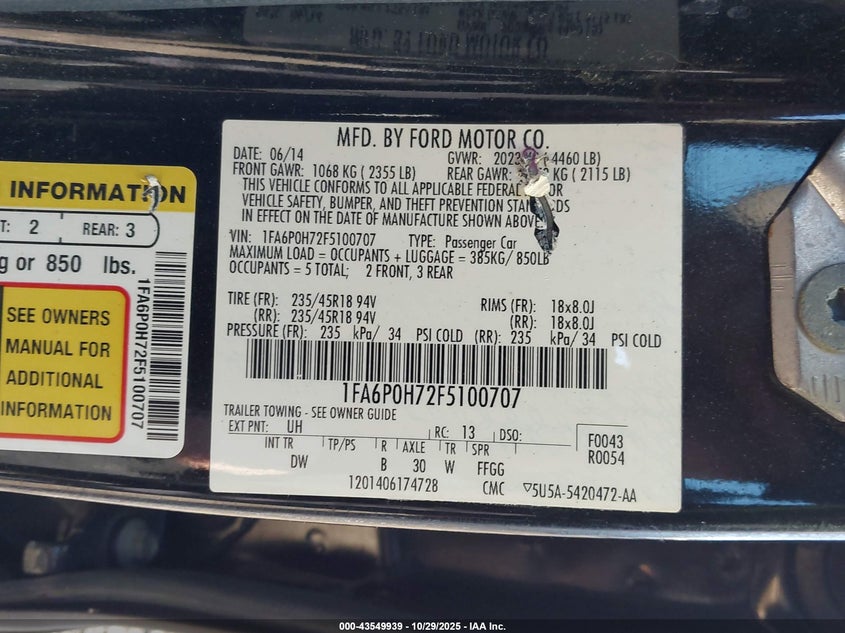 MFD. BY FORD MOTOR CO.
INFORMATION
2 REAR: 3
g or 850 lbs.
SEE OWNERS
MANUAL FOR
ADDITIONAL
INFORMATION
1FA6P0H72F5100707
MFD. BY FORD MOTOR CO.
DATE: 06/14 GVWR: 4460 LB)
FRONT GAWR: 1068 KG ( 2355 LB) REAR GAWR: KG ( 2115 LB)
THIS VEHICLE CONFORMS TO ALL APPLICABLE FEDERAL
VEHICLE SAFETY, BUMPER, AND THEFT PREVENTION
IN EFFECT ON THE DATE OF MANUFACTURE SHOWN ABOVE
VIN: 1FA6P0H72F5100707 TYPE: Passenger Car
MAXIMUM LOAD = OCCUPANTS + LUGGAGE = 385KG/ 850LB
OCCUPANTS = 5 TOTAL; 2 FRONT, 3 REAR
TIRE (FR): 235/45R18 94V RIMS (FR): 18x8.0J
(RR): 235/45R18 94V (RR): 18x8.0J
PRESSURE (FR): 235 kPa/ 34 PSI COLD (RR): 235 kPa/ 34 PSI COLD
1FA6P0H72F5100707
TRAILER TOWING - SEE OWNER GUIDE
EXT PNT: UH RC: 13 DSO: F0043
INT TR TP/PS R AXLE TR SPR R0054
DW B 30 W FFGG
1201406174728 CMC ▽5U5A-5420472-AA
000-43549939 - 10/29/2025 - IAA Inc.